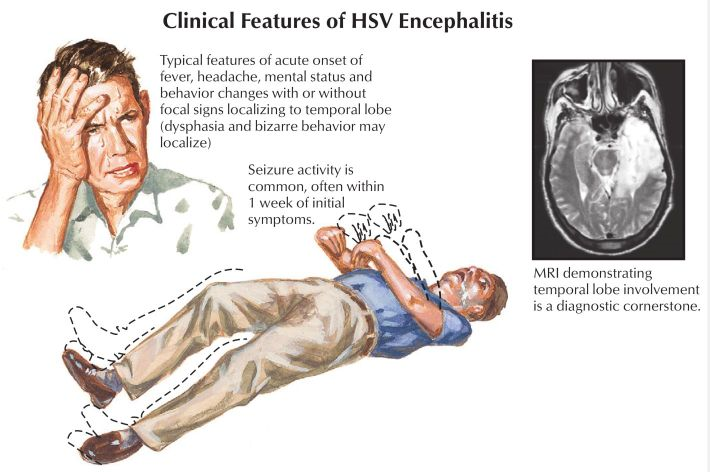 Clinical Features of HSV Encephalitis
Typical features of acute onset of
fever, headache, mental status and
behavior changes with or without
focal signs localizing to temporal lobe
(dysphasia and bizarre behavior may
localize)
Seizure activity is
common, often within
1 week of initial
symptoms.
MRI demonstrating
temporal lobe involvement
is a diagnostic cornerstone.